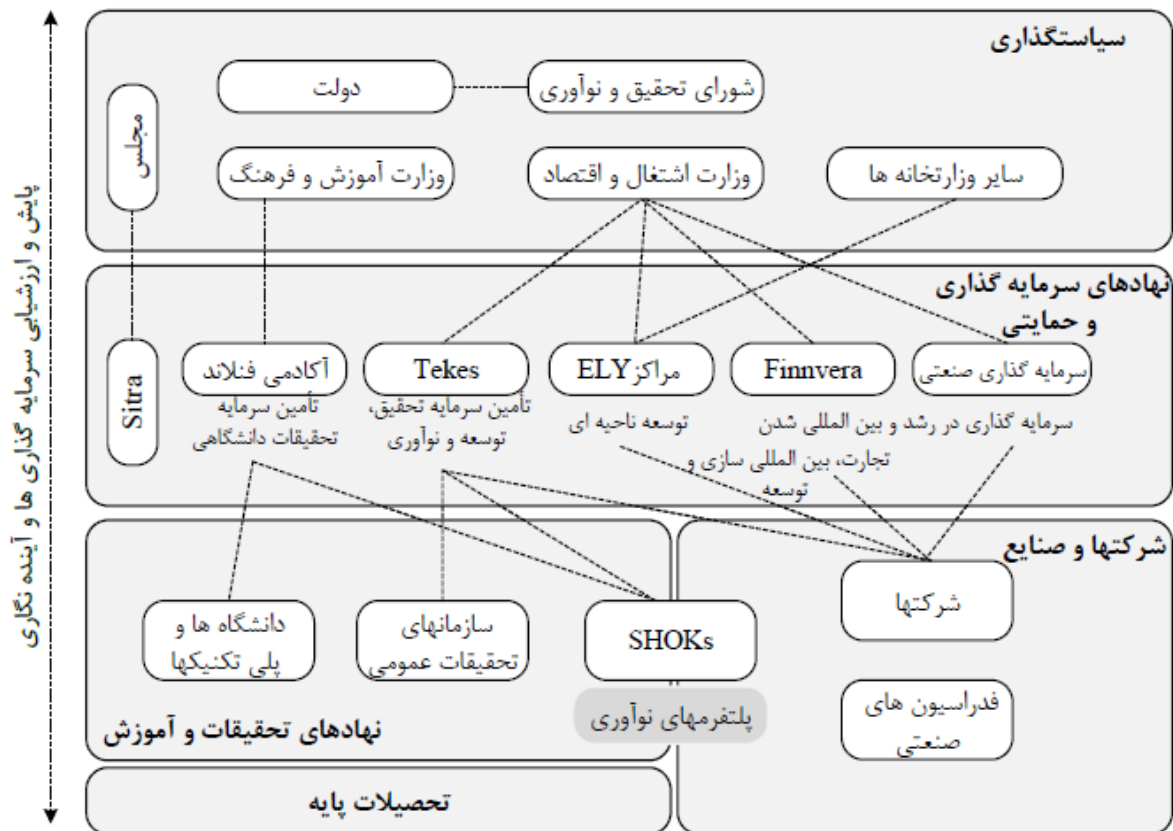 سیاستگذاری
شورای تحقیق و نوآوری
دولت
مجلس
سایر وزارتخانه ها
وزارت اشتغال و اقتصاد
وزارت آموزش و فرهنگ
پایش و ارزشیابی سرمایه گذاری ها و آینده نگاری
نهادهای سرمایه گذاری
و حمایتی
سرمایه گذاری صنعتی
Finnvera
مراکز ELY
Tekes
آکادمی فنلاند
Sitra
سرمایه گذاری در رشد و بین المللی شدن
توسعه ناحیه ای
تأمین سرمایه تحقیق،
توسعه و نوآوری
تأمین سرمایه
تحقیقات دانشگاهی
تجارت، بین المللی سازی و
توسعه
شرکتها و صنایع
شرکتها
فدراسیون های
صنعتی
SHOKs
پلتفرمهای نوآوری
سازمانهای
تحقیقات عمومی
دانشگاه ها و
پلی تکنیکها
نهادهای تحقیقات و آموزش
تحصیلات پایه